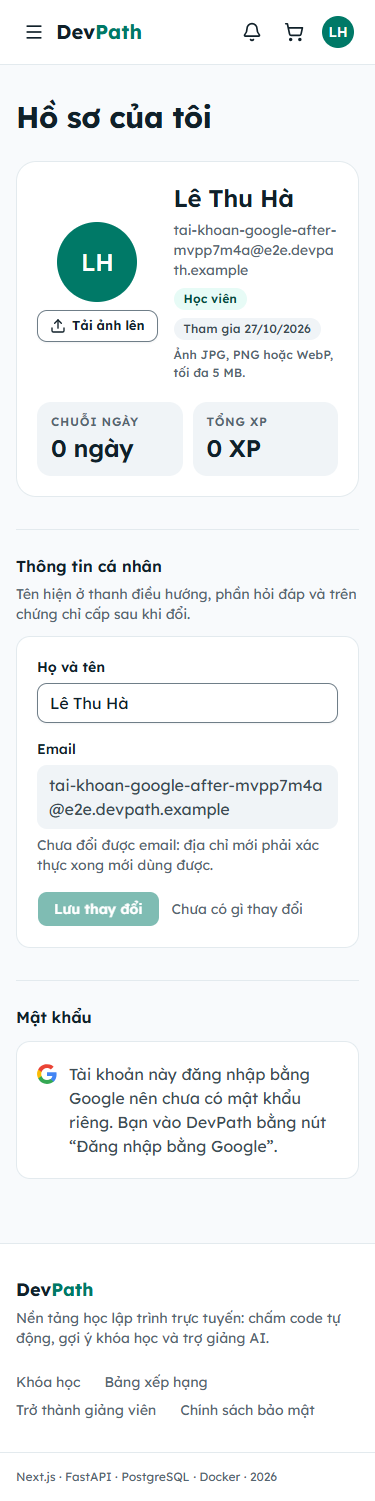 DevPath
LH
Hồ sơ của tôi
LH
Tải ảnh lên
Lê Thu Hà
tai-khoan-google-after-
mvpp7m4a@e2e.devpa
th.example
Học viên
Tham gia 27/10/2026
Ảnh JPG, PNG hoặc WebP,
tối đa 5 MB.
CHUỖI NGÀY
0 ngày
TỔNG XP
0 XP
Thông tin cá nhân
Tên hiện ở thanh điều hướng, phần hỏi đáp và trên
chứng chỉ cấp sau khi đổi.
Họ và tên
Lê Thu Hà
Email
tai-khoan-google-after-mvpp7m4a
@e2e.devpath.example
Chưa đổi được email: địa chỉ mới phải xác
thực xong mới dùng được.
Lưu thay đổi
Chưa có gì thay đổi
Mật khẩu
Tài khoản này đăng nhập bằng
Google nên chưa có mật khẩu
riêng. Bạn vào DevPath bằng nút
“Đăng nhập bằng Google”.
DevPath
Nền tảng học lập trình trực tuyến: chấm code tự
động, gợi ý khóa học và trợ giảng AI.
Khóa học
Bảng xếp hạng
Trở thành giảng viên
Chính sách bảo mật
Next.js · FastAPI · PostgreSQL · Docker · 2026